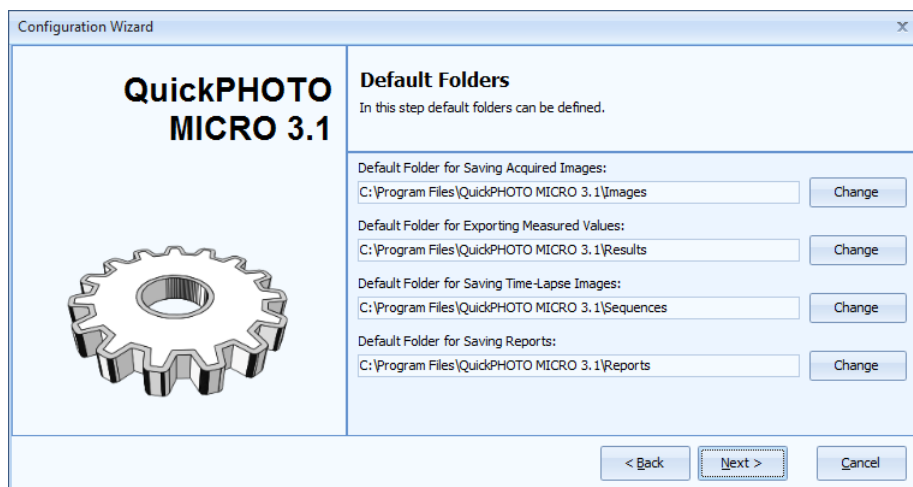 Configuration Wizard
x
QuickPHOTO
MICRO 3.1
Default Folders
In this step default folders can be defined.
Default Folder for Saving Acquired Images:
C:\Program Files\QuickPHOTO MICRO 3.1\Images
Change
Default Folder for Exporting Measured Values:
C:\Program Files\QuickPHOTO MICRO 3.1\Results
Change
Default Folder for Saving Time-Lapse Images:
C:\Program Files\QuickPHOTO MICRO 3.1\Sequences
Change
Default Folder for Saving Reports:
C:\Program Files\QuickPHOTO MICRO 3.1\Reports
Change
< Back
Next >
Cancel